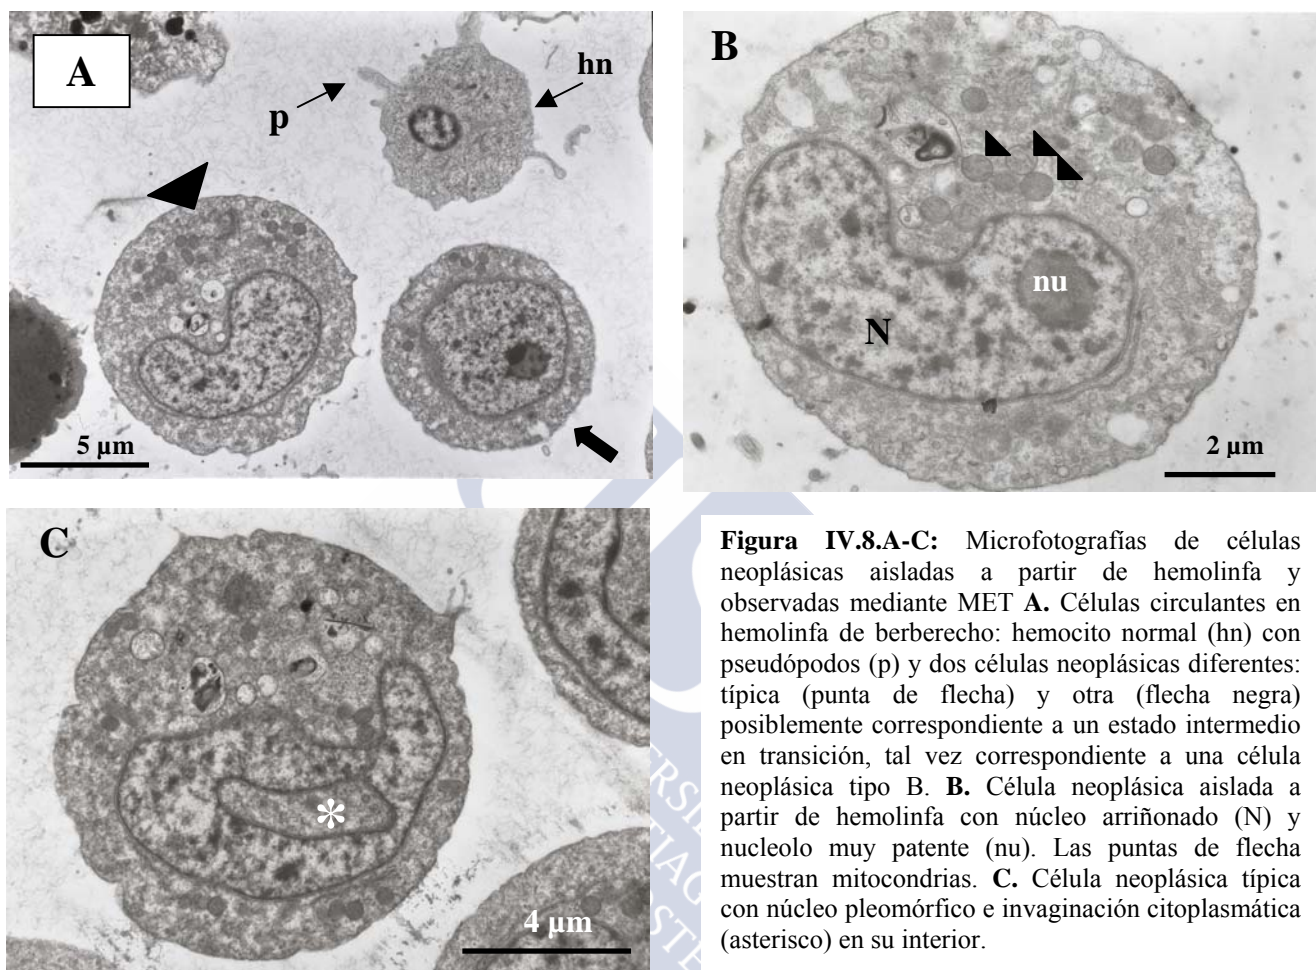 A
p
hn
5 µm
B
nu
N
2 µm
C
*
4 µm
Figura IV.8.A-C: Microfotografías de células
neoplásicas aisladas a partir de hemolinfa y
observadas mediante MET A. Células circulantes en
hemolinfa de berberecho: hemocito normal (hn) con
pseudópodos (p) y dos células neoplásicas diferentes:
típica (punta de flecha) y otra (flecha negra)
posiblemente correspondiente a un estado intermedio
en transición, tal vez correspondiente a una célula
neoplásica tipo B. B. Célula neoplásica aislada a
partir de hemolinfa con núcleo arriñonado (N) y
nucleolo muy patente (nu). Las puntas de flecha
muestran mitocondrias. C. Célula neoplásica típica
con núcleo pleomórfico e invaginación citoplasmática
(asterisco) en su interior.